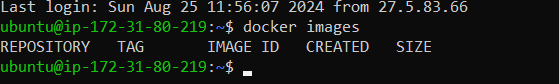 Last login: Sun Aug 25 11:56:07 2024 from 27.5.83.66
ubuntu@ip-172-31-80-219:~$ docker images
REPOSITORY   TAG       IMAGE ID   CREATED   SIZE
ubuntu@ip-172-31-80-219:~$